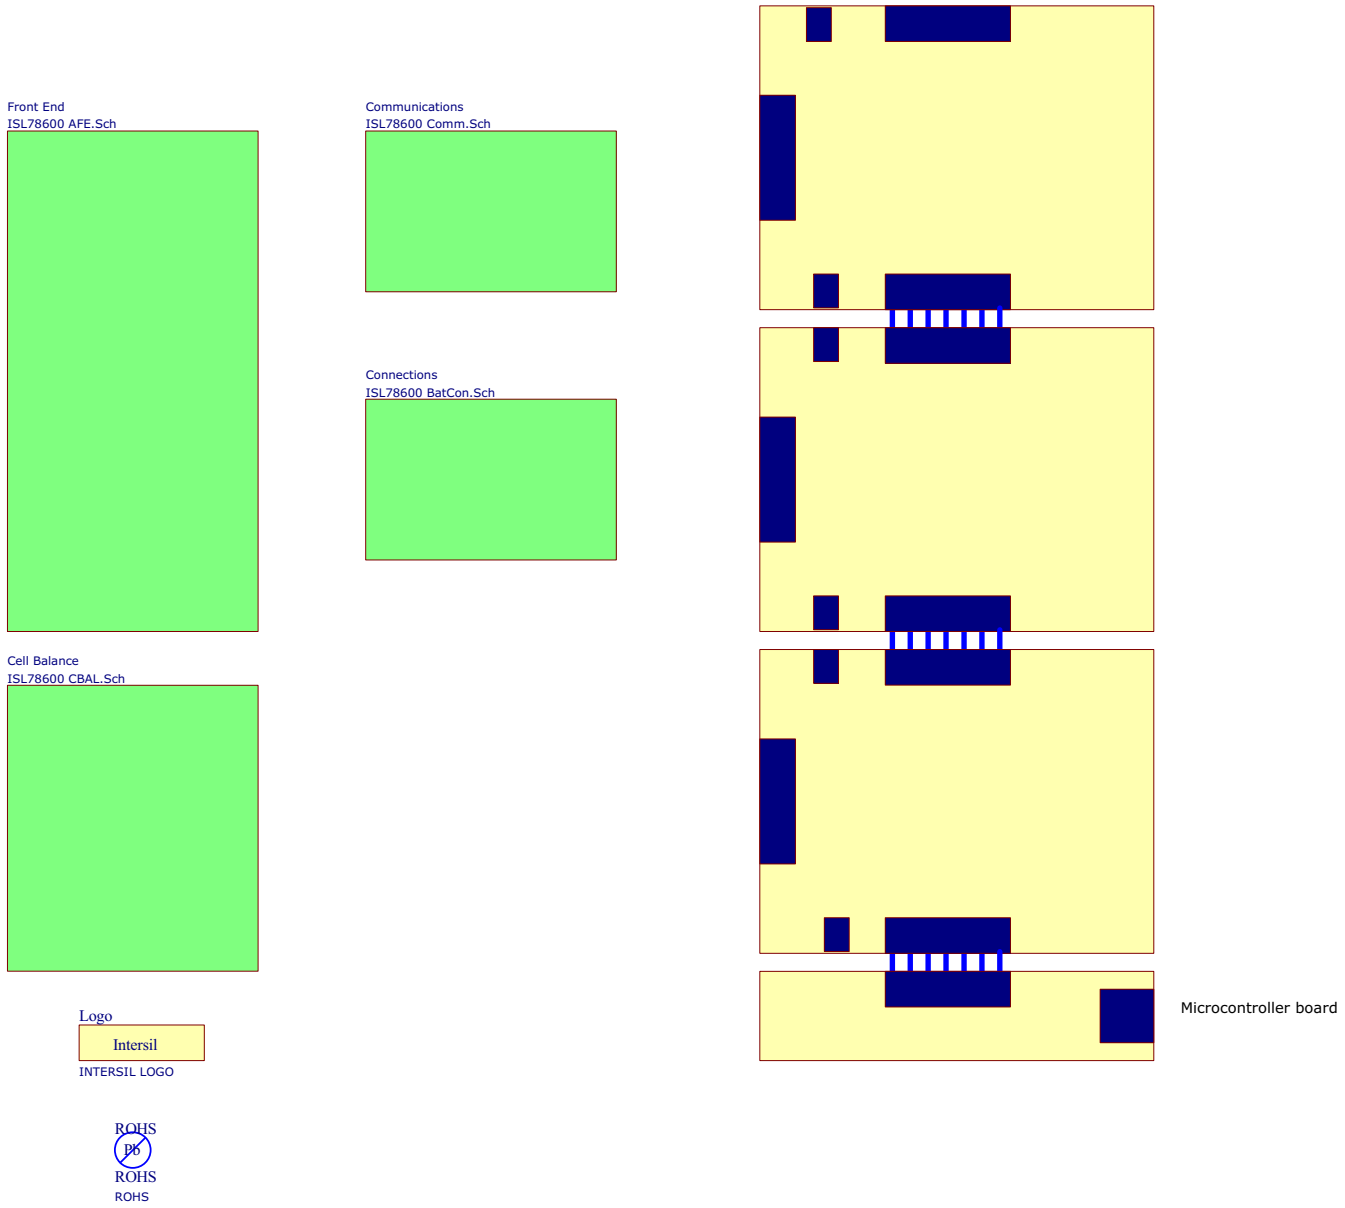 Front End
ISL78600 AFE.Sch
Communications
ISL78600 Comm.Sch
Connections
ISL78600 BatCon.Sch
Cell Balance
ISL78600 CBAL.Sch
Logo
Intersil
INTERSIL LOGO
Microcontroller board
ROHS
Pb
ROHS
ROHS